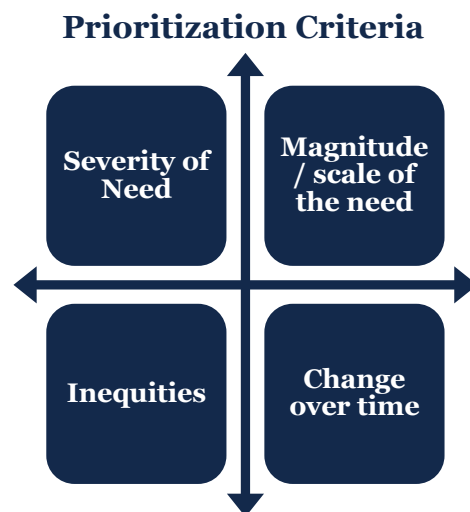 Prioritization Criteria
Severity of
Need
Magnitude
/ scale of
the need
Inequities
Change
over time